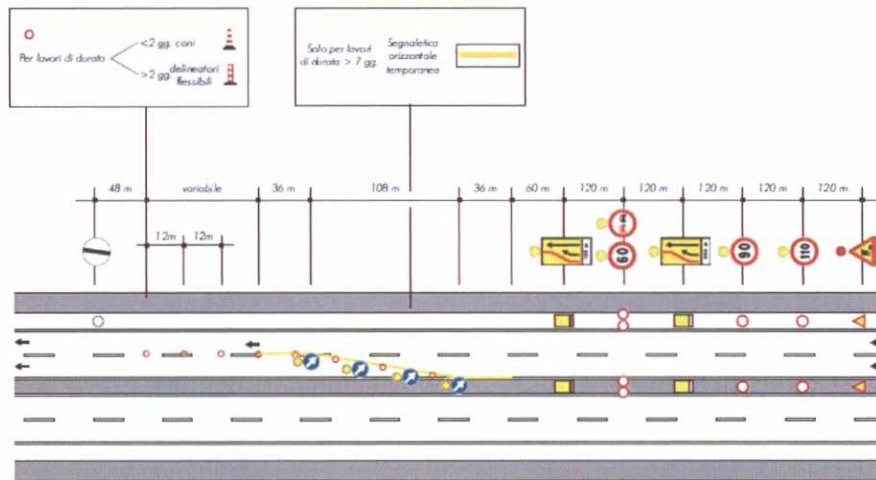 Per lavori di durata
<2 gg. coni
>2 gg. delineatori
flessibili
Solo per lavori
di durata > 7 gg.
Segnaletica
orizzontale
temporanea
48 m
variabile
36 m
108 m
36 m
60 m
120 m
120 m
120 m
120 m
120 m
12m
12m
60
90
110